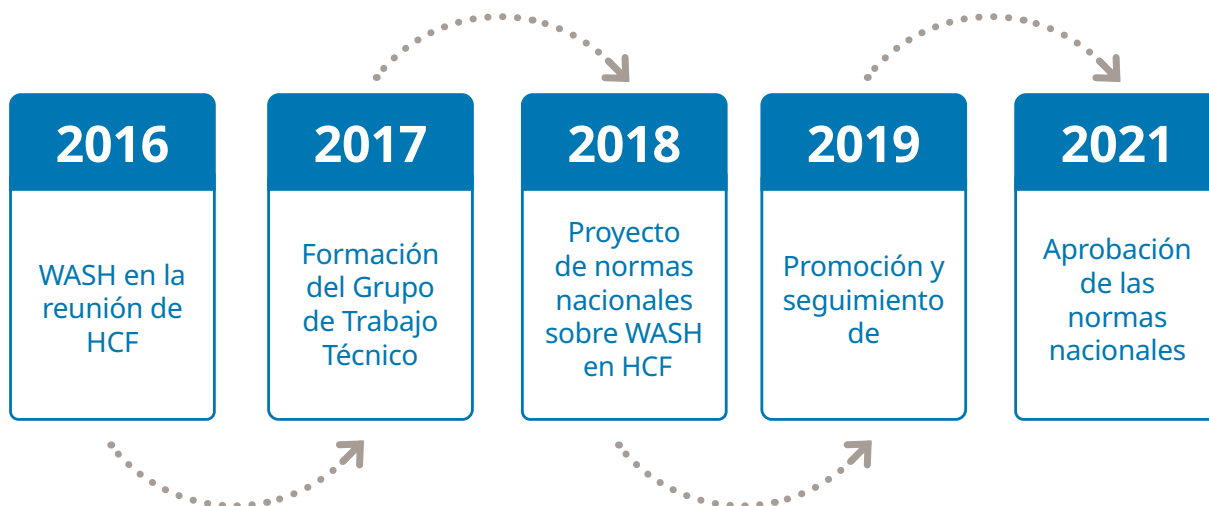 2016
WASH en la
reunión de
HCF
2017
Formación
del Grupo
de Trabajo
Técnico
2018
Proyecto
de normas
nacionales
sobre WASH
en HCF
2019
Promoción y
seguimiento
de
2021
Aprobación
de las
normas
nacionales